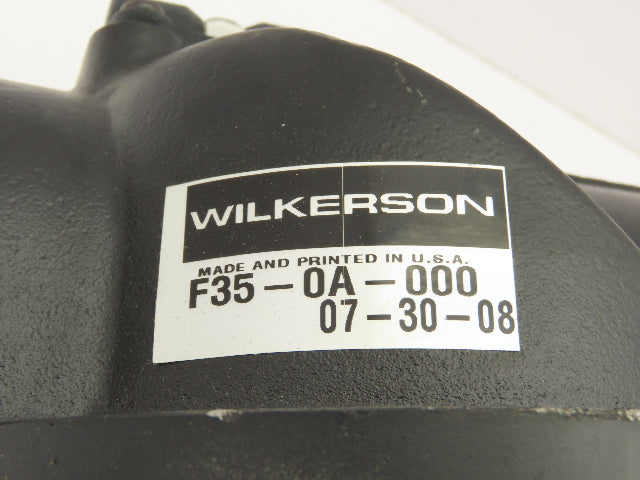 WILKERSON
MADE AND PRINTED IN U.S.A.
F35-0A-000
07-30-08